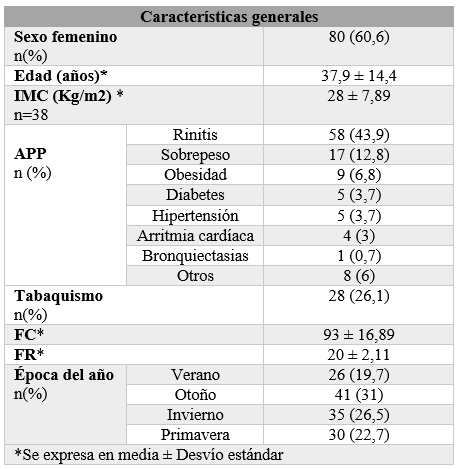 Características generales
Sexo femenino
n(%)
80 (60,6)
Edad (años)*
37,9 ± 14,4
IMC (Kg/m2) *
n=38
28 ± 7,89
APP
n (%)
Rinitis
58 (43,9)
Sobrepeso
17 (12,8)
Obesidad
9 (6,8)
Diabetes
5 (3,7)
Hipertensión
5 (3,7)
Arritmia cardíaca
4 (3)
Bronquiectasias
1 (0,7)
Otros
8 (6)
Tabaquismo
n(%)
28 (26,1)
FC*
93 ± 16,89
FR*
20 ± 2,11
Época del año
n(%)
Verano
26 (19,7)
Otoño
41 (31)
Invierno
35 (26,5)
Primavera
30 (22,7)
*Se expresa en media ± Desvío estándar